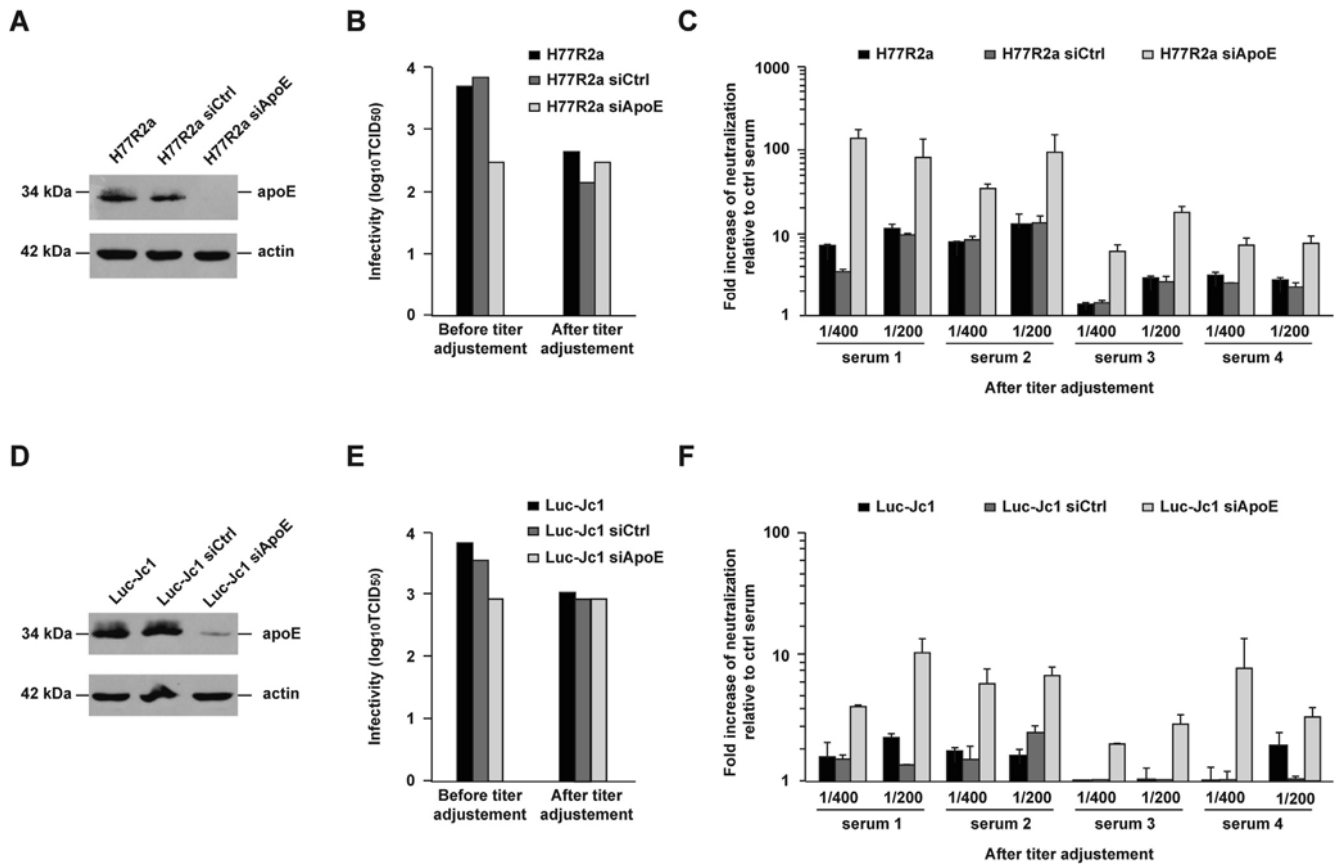 A
H77R2a
H77R2a siCtrl
H77R2a siApoE
34 kDa
apoE
42 kDa
actin
B
H77R2a
H77R2a siCtrl
H77R2a siApoE
Infectivity (log10TCID50)
4
3
2
1
0
Before titer
adjustement
After titer
adjustement
C
H77R2a
H77R2a siCtrl
H77R2a siApoE
Fold increase of neutralization
relative to ctrl serum
1000
100
10
1
1/400 1/200 1/400 1/200 1/400 1/200 1/400 1/200
serum 1 serum 2 serum 3 serum 4
After titer adjustement
D
Luc-Jc1
Luc-Jc1 siCtrl
Luc-Jc1 siApoE
34 kDa
apoE
42 kDa
actin
E
Luc-Jc1
Luc-Jc1 siCtrl
Luc-Jc1 siApoE
Infectivity (log10TCID50)
4
3
2
1
0
Before titer
adjustement
After titer
adjustement
F
Luc-Jc1
Luc-Jc1 siCtrl
Luc-Jc1 siApoE
Fold increase of neutralization
relative to ctrl serum
100
10
1
1/400 1/200 1/400 1/200 1/400 1/200 1/400 1/200
serum 1 serum 2 serum 3 serum 4
After titer adjustement